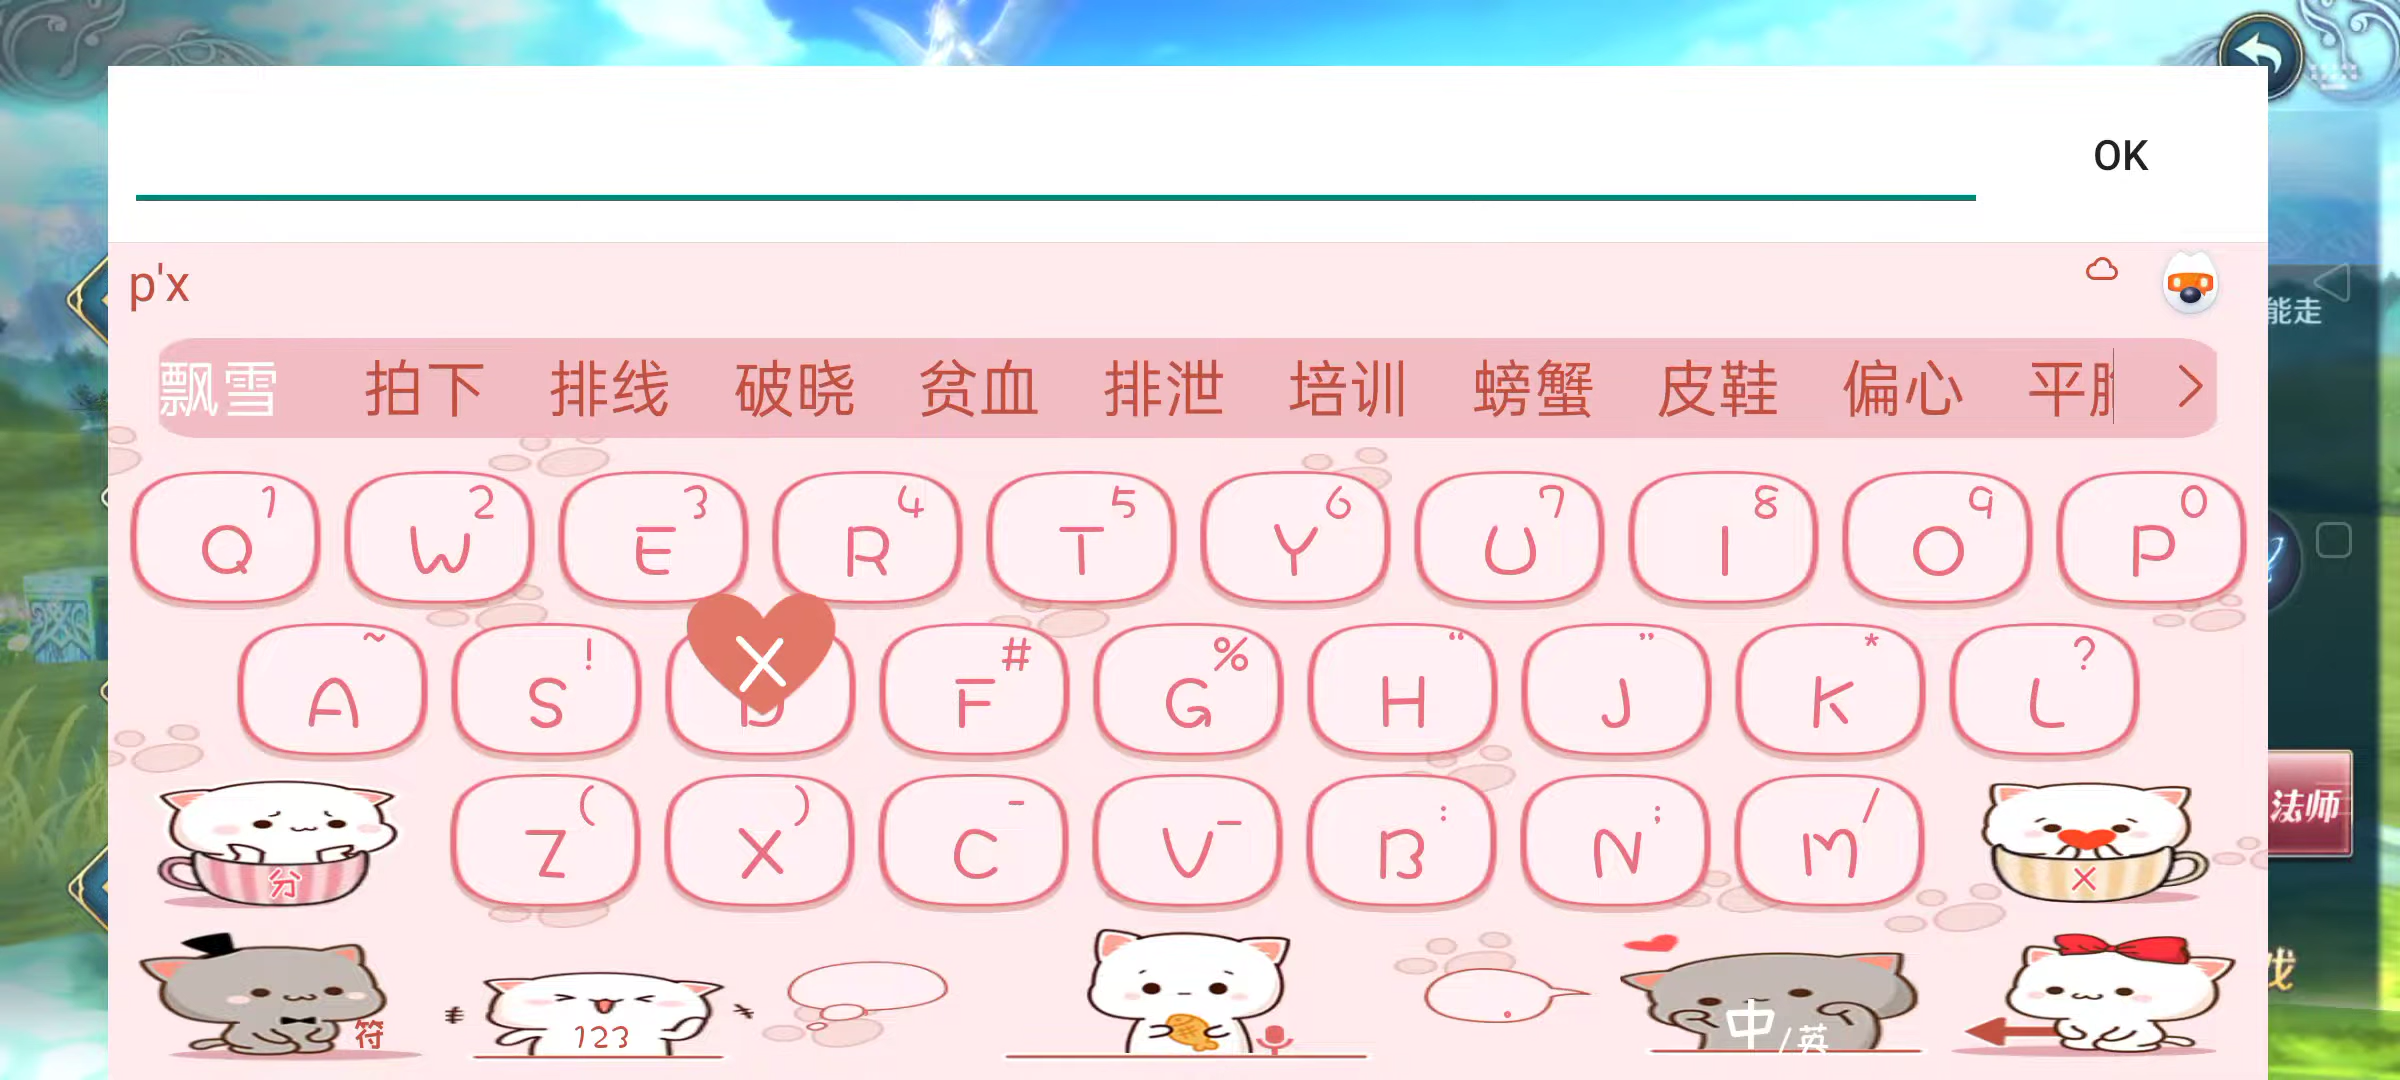 OK
p'x
飘雪 拍下 排线 破晓 贫血 排泄 培训 螃蟹 皮鞋 偏心 平
能走
1 2 3 4 5 6 7 8 9 0
Q W E R T Y U I O P
~ ! # % “ ” * ?
A S X D F G H J K L
( ) - — : ; /
分 Z X C V B N M X
法师
符 123 . 中/英
戏